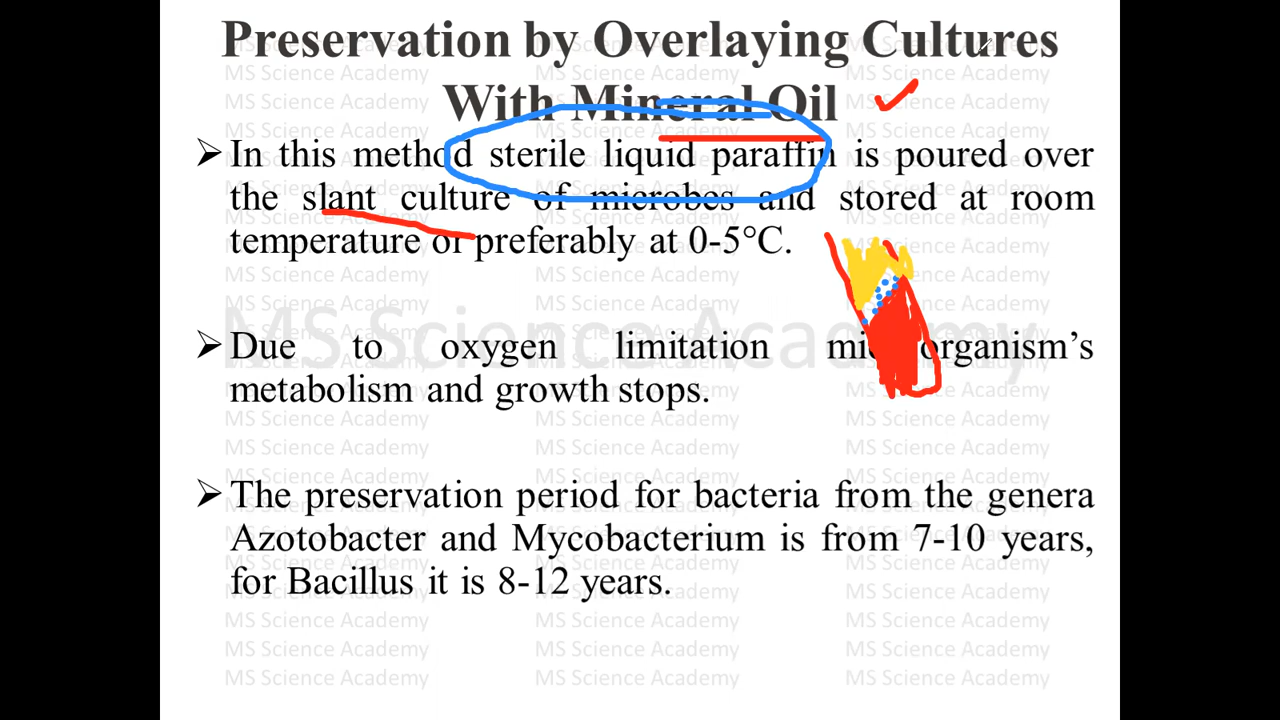 Preservation by Overlaying Cultures
With Mineral Oil
➢ In this method sterile liquid paraffin is poured over
the slant culture of microbes and stored at room
temperature or preferably at 0-5°C.
➢ Due to oxygen limitation microorganism's
metabolism and growth stops.
➢ The preservation period for bacteria from the genera
Azotobacter and Mycobacterium is from 7-10 years,
for Bacillus it is 8-12 years.
MS Science Academy